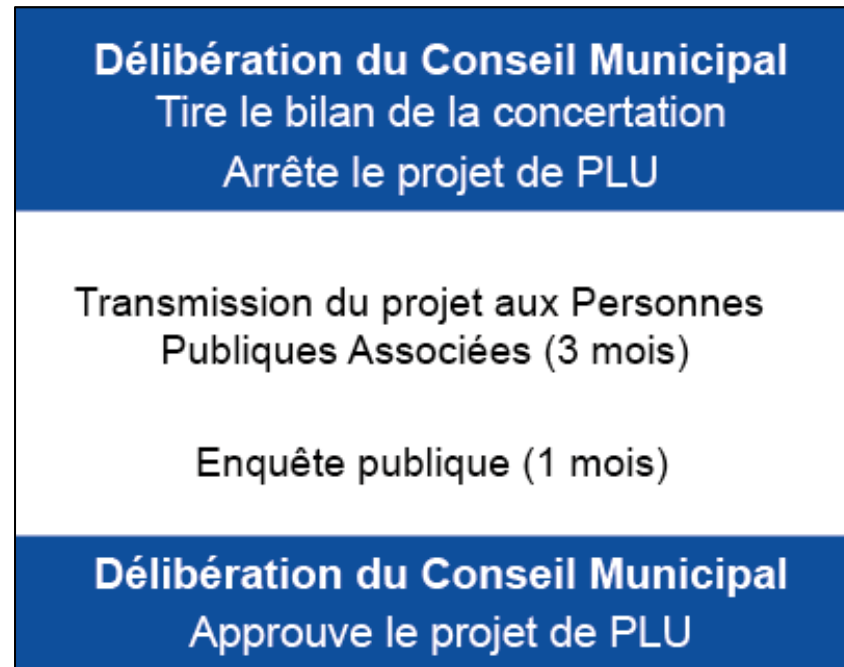 Délibération du Conseil Municipal
Tire le bilan de la concertation
Arrête le projet de PLU
Transmission du projet aux Personnes
Publiques Associées (3 mois)
Enquête publique (1 mois)
Délibération du Conseil Municipal
Approuve le projet de PLU